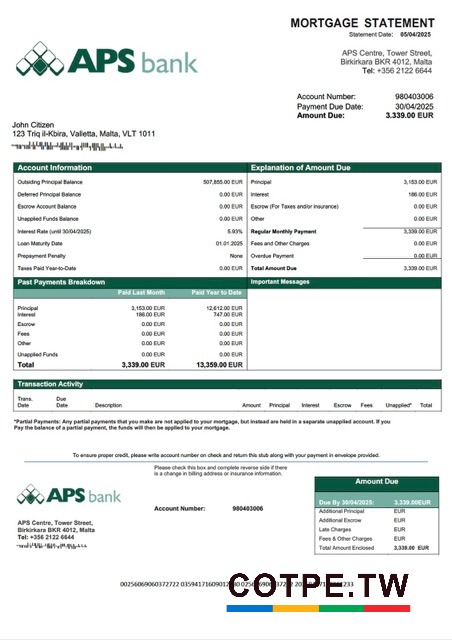 MORTGAGE STATEMENT
Statement Date: 05/04/2025
APS bank
APS Centre, Tower Street,
Birkirkara BKR 4012, Malta
Tel: +356 2122 6644
Account Number: 980403006
Payment Due Date: 30/04/2025
Amount Due: 3.339.00 EUR
John Citizen
123 Triq il-Kbira, Valletta, Malta, VLT 1011
Account Information
Outsiding Principal Balance 507,855.00 EUR
Deferred Principal Balance 0.00 EUR
Escrow Account Balance 0.00 EUR
Unapplied Funds Balance 0.00 EUR
Interest Rate (until 30/04/2025) 5.93%
Loan Maturity Date 01.01.2025
Prepayment Penalty None
Taxes Paid Year-to-Date 0.00 EUR
Explanation of Amount Due
Principal 3,153.00 EUR
Interest 186.00 EUR
Escrow (For Taxes and/or insurance) 0.00 EUR
Other 0.00 EUR
Regular Monthly Payment 3,339.00 EUR
Fees and Other Charges 0.00 EUR
Overdue Payment 0.00 EUR
Total Amount Due 3,339.00 EUR
Past Payments Breakdown
Paid Last Month Paid Year to Date
Principal 3,153.00 EUR 12,612.00 EUR
Interest 186.00 EUR 747.00 EUR
Escrow 0.00 EUR 0.00 EUR
Fees 0.00 EUR 0.00 EUR
Other 0.00 EUR 0.00 EUR
Unapplied Funds 0.00 EUR 0.00 EUR
Total 3,339.00 EUR 13,359.00 EUR
Important Messages
Transaction Activity
Trans. Date Due Date Description Amount Principal Interest Escrow Fees Unapplied* Total
*Partial Payments: Any partial payments that you make are not applied to your mortgage, but instead are held in a separate unapplied account. If you
Pay the balance of a partial payment, the funds will then be applied to your mortgage.
To ensure proper credit, please write account number on check and return this stub along with your payment in envelope provided.
Please check this box and complete reverse side if there
is a change in billing address or insurance information.
APS bank
Account Number: 980403006
APS Centre, Tower Street,
Birkirkara BKR 4012, Malta
Tel: +356 2122 6644
Amount Due
Due By 30/04/2025: 3,339.00EUR
Additional Principal EUR
Additional Escrow EUR
Late Charges EUR
Fees & Other Charges EUR
Total Amount Enclosed 3,339.00 EUR
COTPE.TW